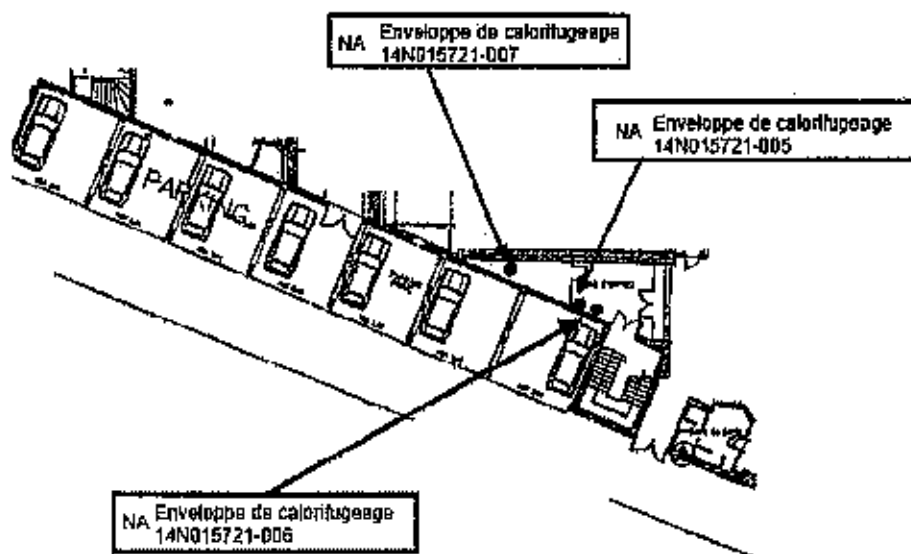 NA Enveloppe de calorifugeage
14N015721-007
NA Enveloppe de calorifugeage
14N015721-005
PARKING
NA Enveloppe de calorifugeage
14N015721-006